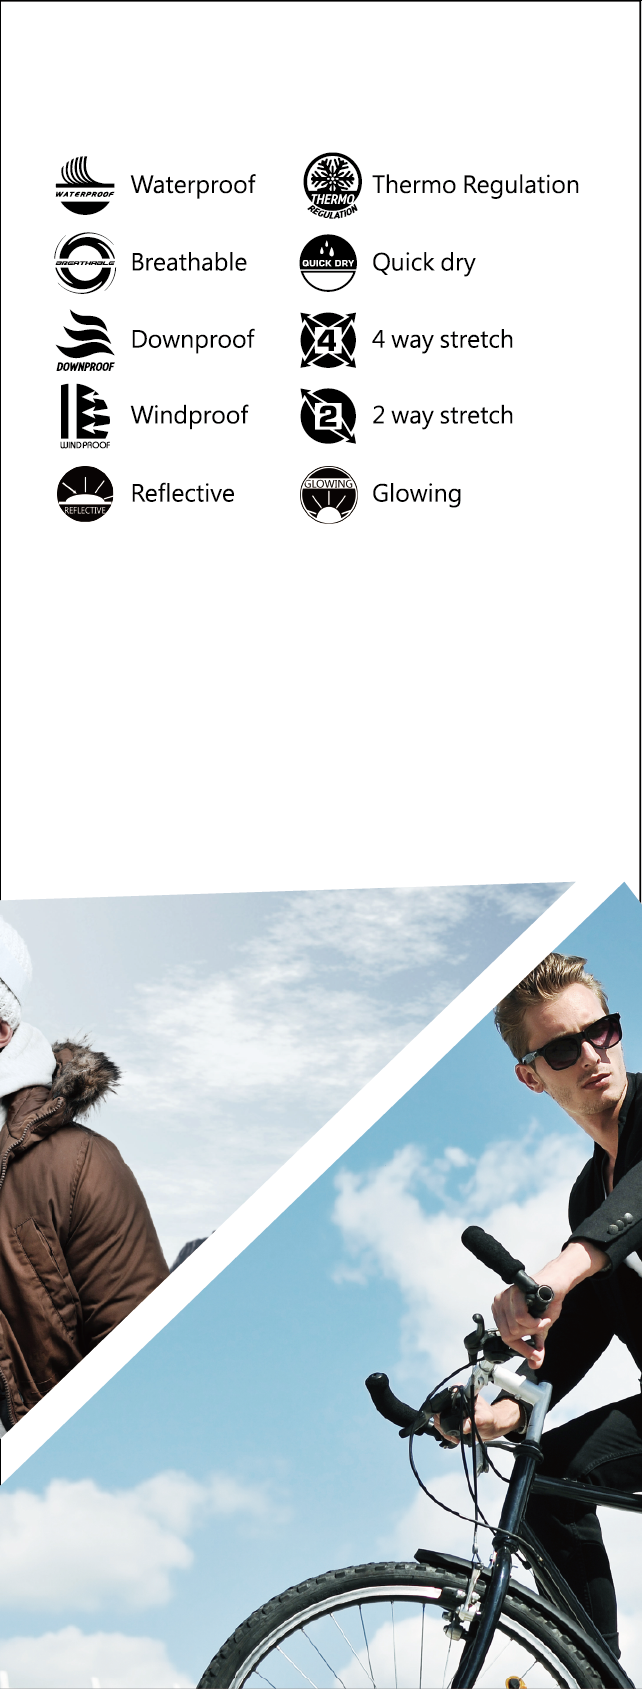 WATERPROOF Waterproof
THERMO REGULATION Thermo Regulation
BREATHABLE Breathable
QUICK DRY Quick dry
DOWNPROOF Downproof
4 4 way stretch
WINDPROOF Windproof
2 2 way stretch
REFLECTIVE Reflective
GLOWING Glowing